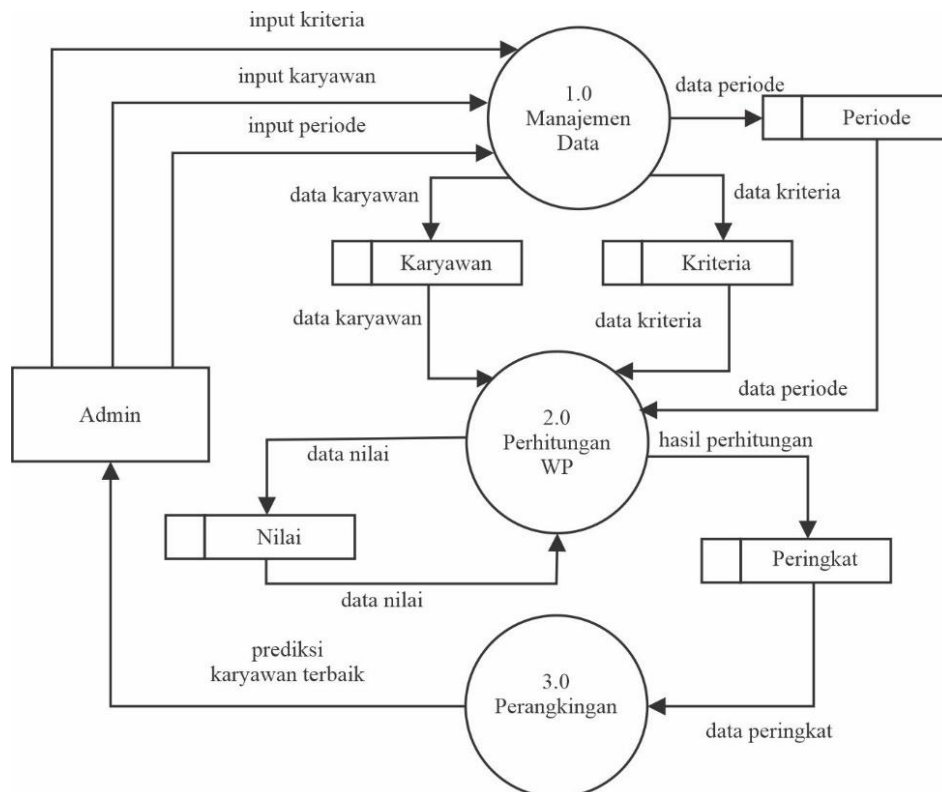 input kriteria
input karyawan
input periode
1.0
Manajemen
Data
data periode
Periode
data karyawan
data kriteria
Karyawan
Kriteria
data karyawan
data kriteria
data periode
Admin
2.0
Perhitungan
WP
hasil perhitungan
data nilai
Nilai
Peringkat
data nilai
prediksi
karyawan terbaik
3.0
Perangkingan
data peringkat